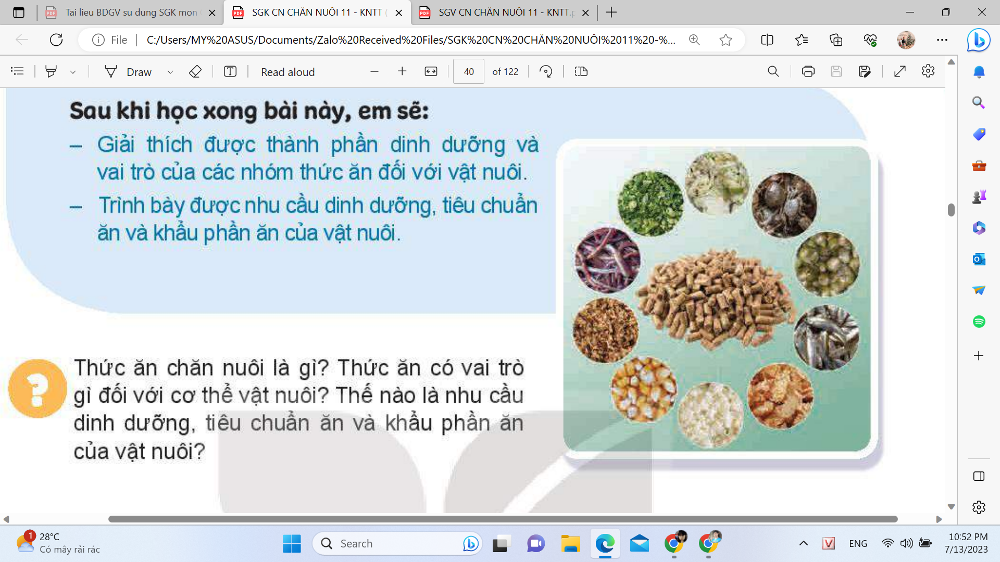 Tai lieu BDGV su dung SGK mon
SGK CN CHĂN NUÔI 11 - KNTT (
SGV CN CHĂN NUÔI 11 - KNTT.p
File
C:/Users/MY%20ASUS/Documents/Zalo%20Received%20Files/SGK%20CN%20CHĂN%20NUÔI%2011%20-%...
Draw
Read aloud
40
of 122
Sau khi học xong bài này, em sẽ:
– Giải thích được thành phần dinh dưỡng và
vai trò của các nhóm thức ăn đối với vật nuôi.
– Trình bày được nhu cầu dinh dưỡng, tiêu chuẩn
ăn và khẩu phần ăn của vật nuôi.
?
Thức ăn chăn nuôi là gì? Thức ăn có vai trò
gì đối với cơ thể vật nuôi? Thế nào là nhu cầu
dinh dưỡng, tiêu chuẩn ăn và khẩu phần ăn
của vật nuôi?
1
28°C
Có mây rải rác
Search
ENG
10:52 PM
7/13/2023